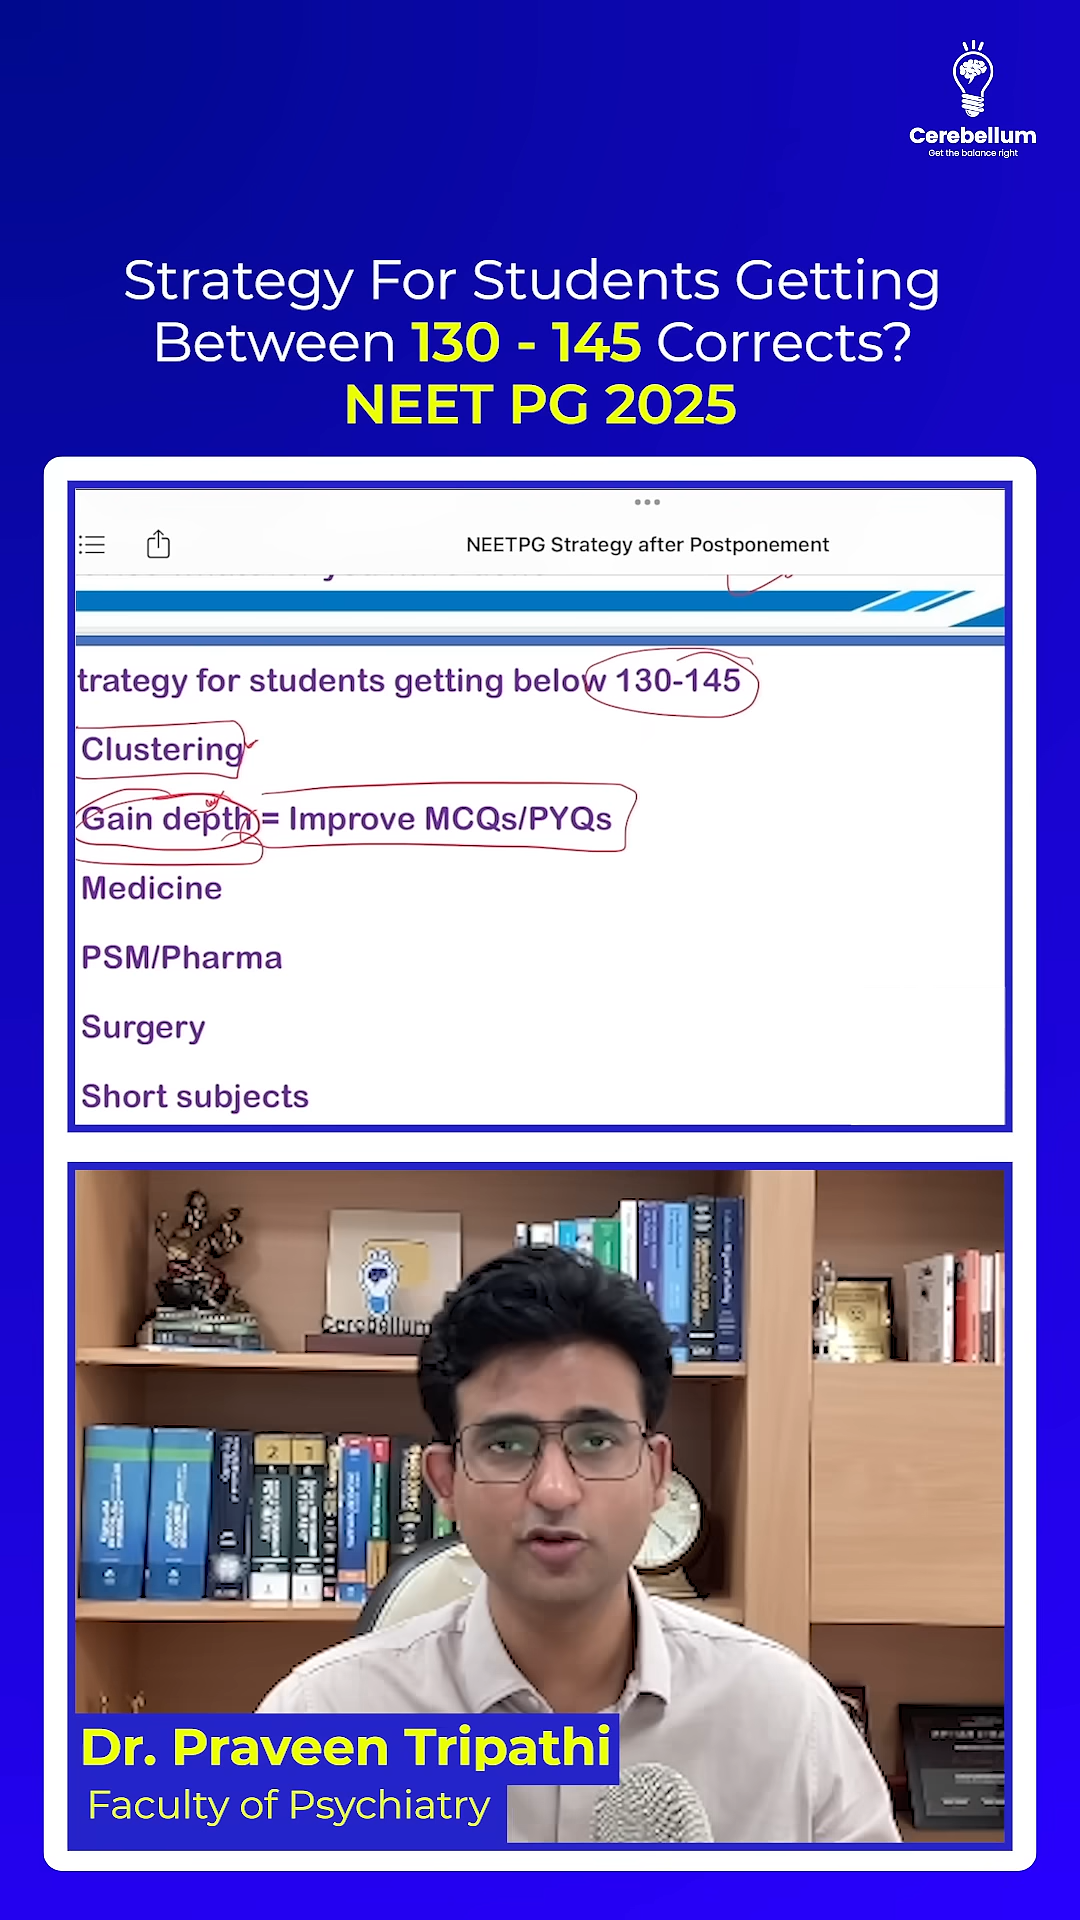 Cerebellum
Get the balance right
Strategy For Students Getting
Between 130 - 145 Corrects?
NEET PG 2025
NEETPG Strategy after Postponement
trategy for students getting below 130-145
Clustering
Gain depth = Improve MCQs/PYQs
Medicine
PSM/Pharma
Surgery
Short subjects
Cerebellum
2
Dr. Praveen Tripathi
Faculty of Psychiatry